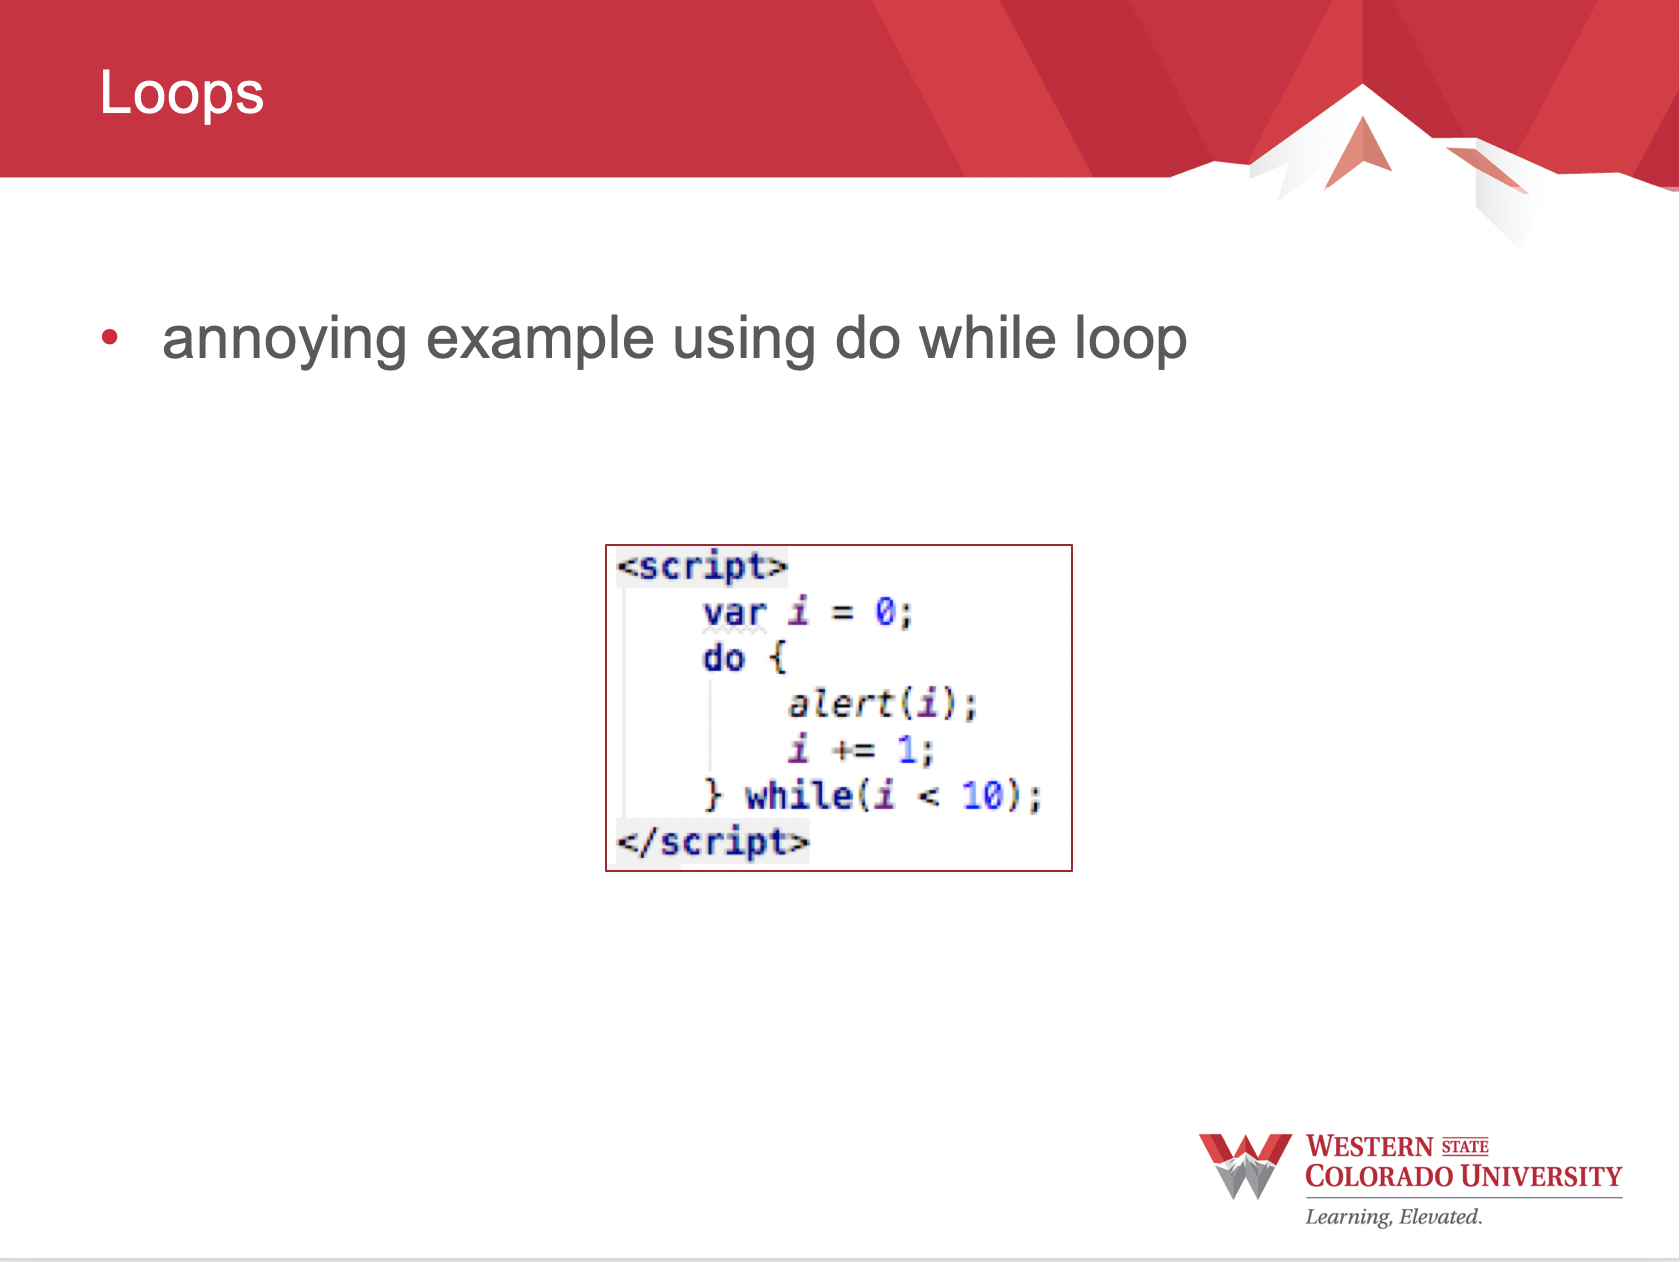 Loops
• annoying example using do while loop
<script>
var i = 0;
do {
alert(i);
i += 1;
} while(i < 10);
</script>
WESTERN STATE
COLORADO UNIVERSITY
Learning, Elevated.